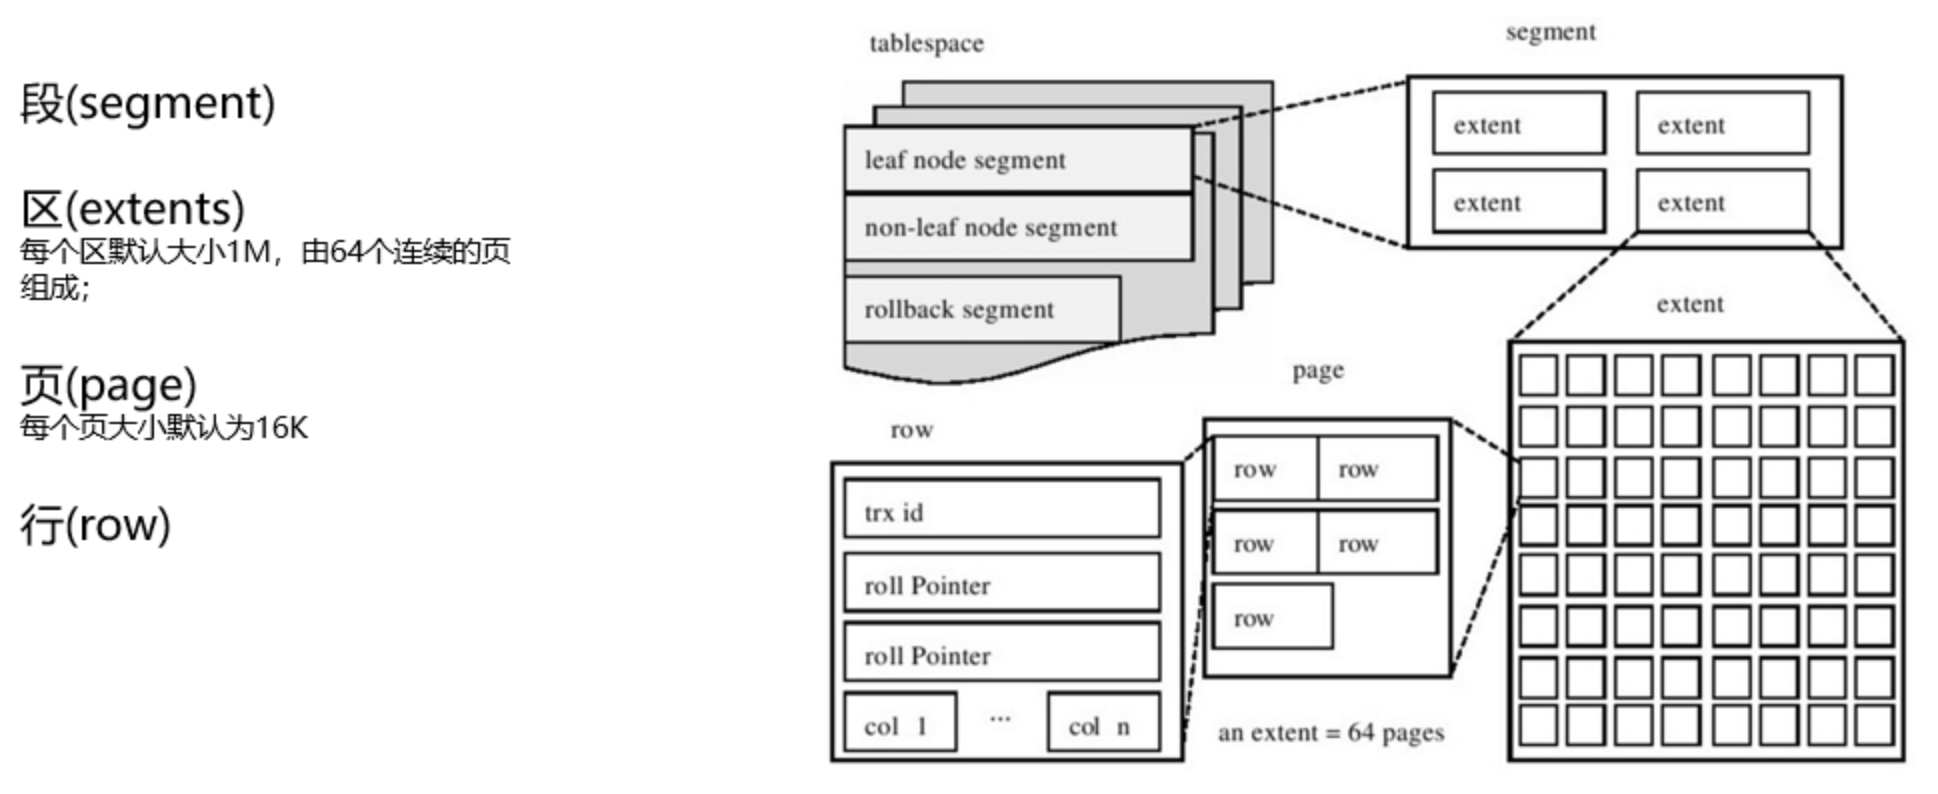 段(segment)
区(extents)
每个区默认大小1M，由64个连续的页
组成；
页(page)
每个页大小默认为16K
行(row)
tablespace
leaf node segment
non-leaf node segment
rollback segment
segment
extent
extent
extent
extent
extent
page
row
row
row
row
row
an extent = 64 pages
row
trx id
roll Pointer
roll Pointer
col 1
...
col n